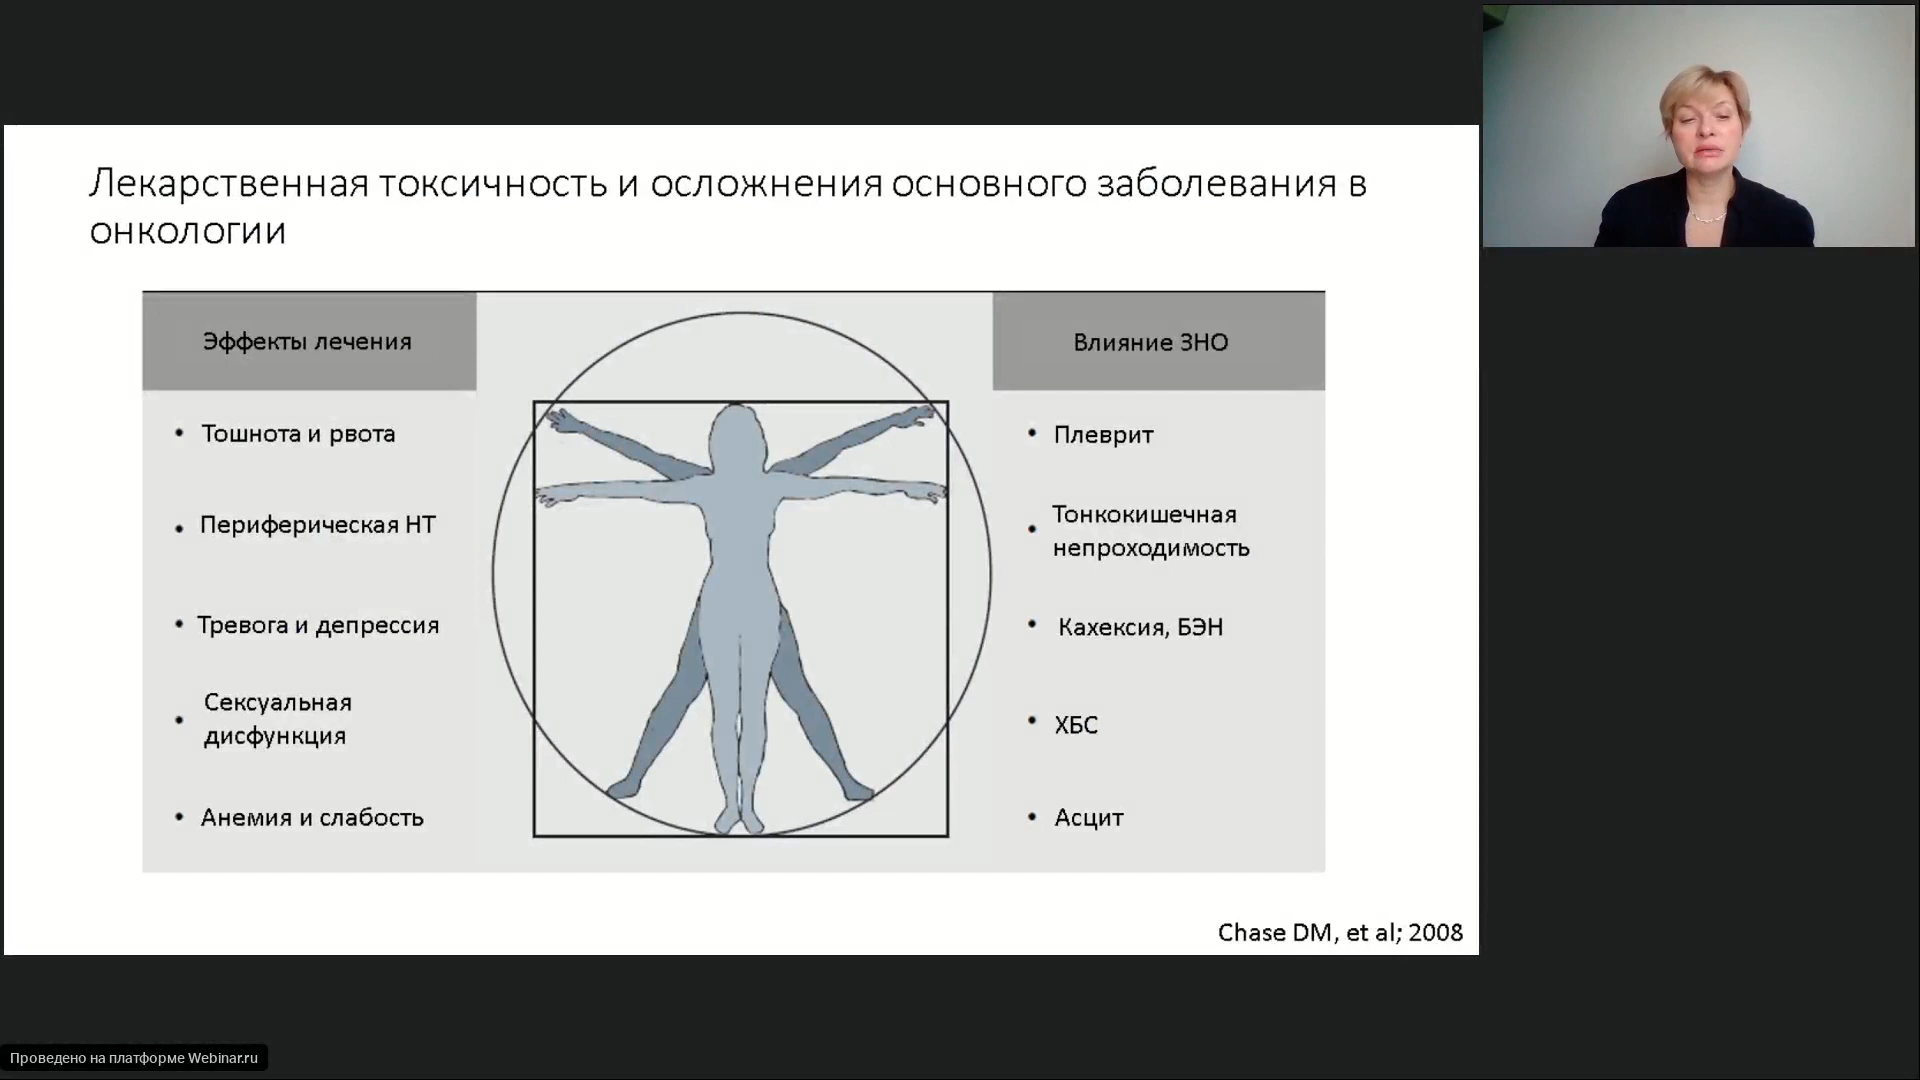 Лекарственная токсичность и осложнения основного заболевания в
онкологии
Эффекты лечения
• Тошнота и рвота
• Периферическая НТ
• Тревога и депрессия
• Сексуальная
дисфункция
• Анемия и слабость
Влияние ЗНО
• Плеврит
• Тонкокишечная
непроходимость
• Кахексия, БЭН
• ХБС
• Асцит
Chase DM, et al; 2008
Проведено на платформе Webinar.ru